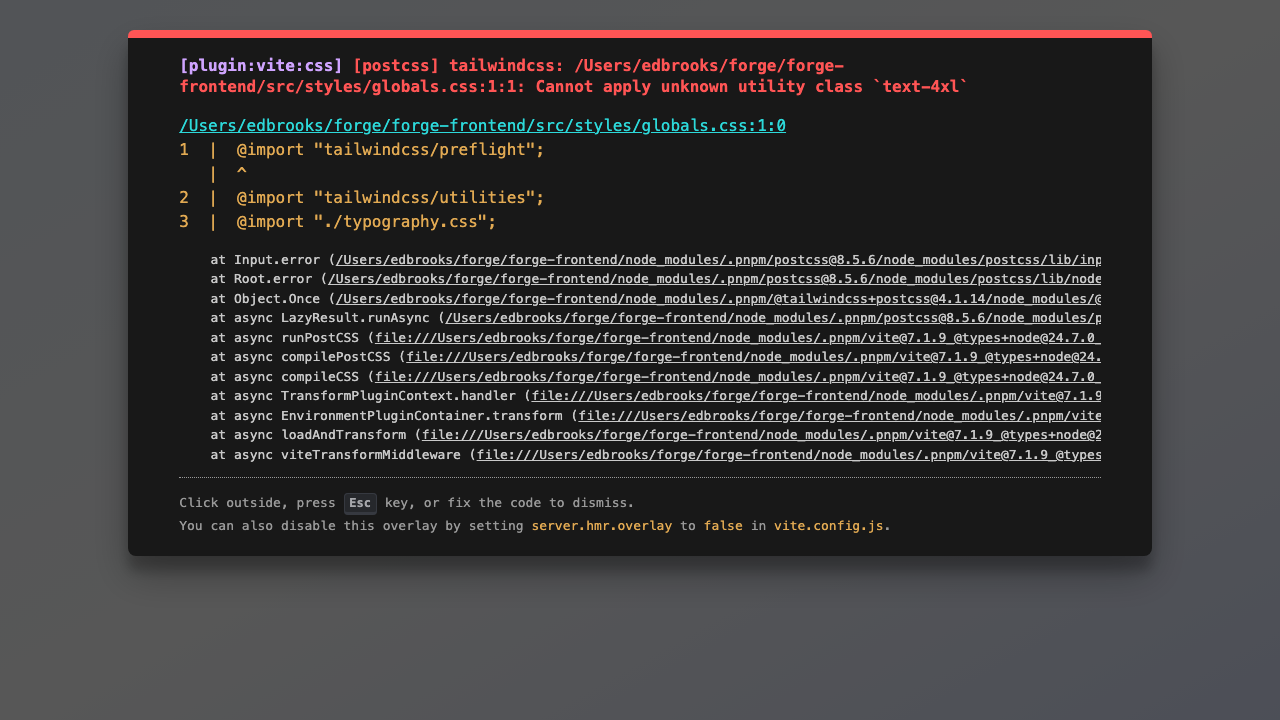 [plugin:vite:css] [postcss] tailwindcss: /Users/edbrooks/forge/forge-
frontend/src/styles/globals.css:1:1: Cannot apply unknown utility class `text-4xl`
/Users/edbrooks/forge/forge-frontend/src/styles/globals.css:1:0
1  |  @import "tailwindcss/preflight";
   |  ^
2  |  @import "tailwindcss/utilities";
3  |  @import "./typography.css";
at Input.error (/Users/edbrooks/forge/forge-frontend/node_modules/.pnpm/postcss@8.5.6/node_modules/postcss/lib/inp
at Root.error (/Users/edbrooks/forge/forge-frontend/node_modules/.pnpm/postcss@8.5.6/node_modules/postcss/lib/node
at Object.Once (/Users/edbrooks/forge/forge-frontend/node_modules/.pnpm/@tailwindcss+postcss@4.1.14/node_modules/@
at async LazyResult.runAsync (/Users/edbrooks/forge/forge-frontend/node_modules/.pnpm/postcss@8.5.6/node_modules/p
at async runPostCSS (file:///Users/edbrooks/forge/forge-frontend/node_modules/.pnpm/vite@7.1.9_@types+node@24.7.0_
at async compilePostCSS (file:///Users/edbrooks/forge/forge-frontend/node_modules/.pnpm/vite@7.1.9_@types+node@24.
at async compileCSS (file:///Users/edbrooks/forge/forge-frontend/node_modules/.pnpm/vite@7.1.9_@types+node@24.7.0_
at async TransformPluginContext.handler (file:///Users/edbrooks/forge/forge-frontend/node_modules/.pnpm/vite@7.1.9
at async EnvironmentPluginContainer.transform (file:///Users/edbrooks/forge/forge-frontend/node_modules/.pnpm/vite
at async loadAndTransform (file:///Users/edbrooks/forge/forge-frontend/node_modules/.pnpm/vite@7.1.9_@types+node@2
at async viteTransformMiddleware (file:///Users/edbrooks/forge/forge-frontend/node_modules/.pnpm/vite@7.1.9_@types
Click outside, press Esc key, or fix the code to dismiss.
You can also disable this overlay by setting server.hmr.overlay to false in vite.config.js.